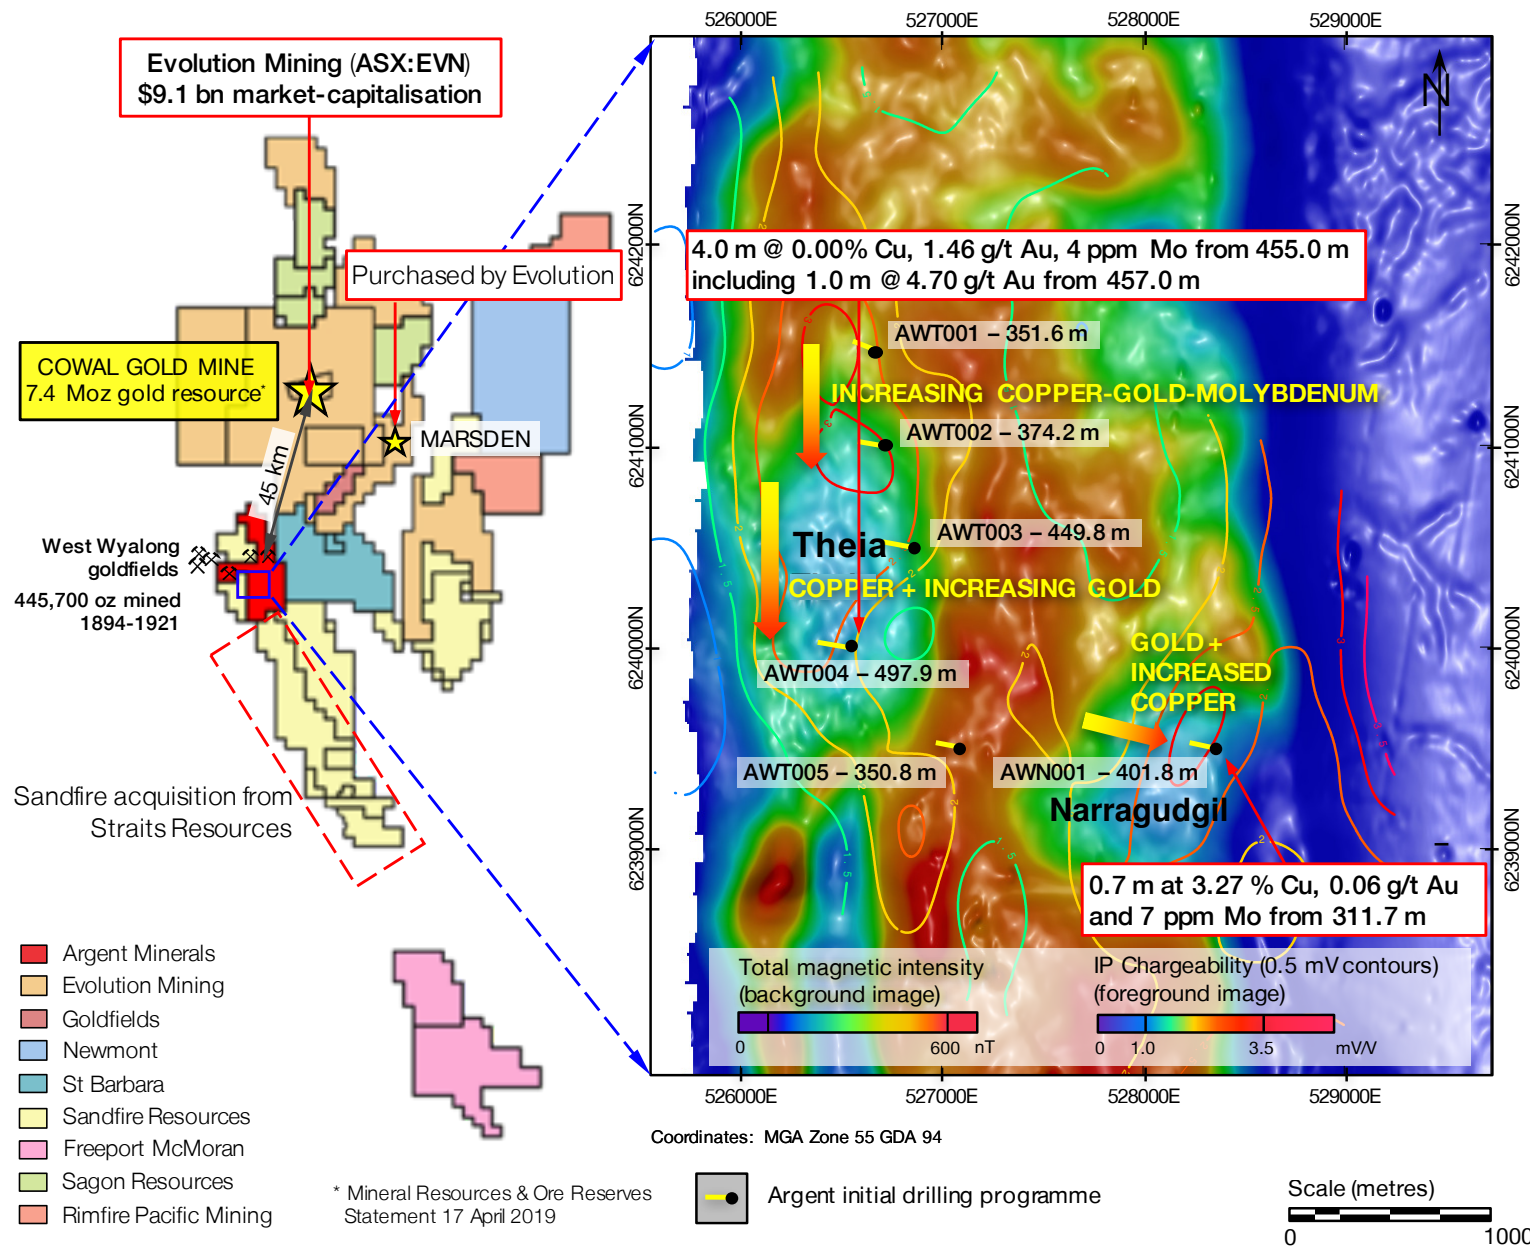 Evolution Mining (ASX:EVN)
$9.1 bn market-capitalisation
Purchased by Evolution
COWAL GOLD MINE
7.4 Moz gold resource*
MARSDEN
45 km
West Wyalong
goldfields
445,700 oz mined
1894-1921
Sandfire acquisition from
Straits Resources
Argent Minerals
Evolution Mining
Goldfields
Newmont
St Barbara
Sandfire Resources
Freeport McMoran
Sagon Resources
Rimfire Pacific Mining
* Mineral Resources & Ore Reserves
Statement 17 April 2019
526000E 527000E 528000E 529000E
N
6242000N
6241000N
6240000N
6239000N
6242000N
6241000N
6240000N
6239000N
4.0 m @ 0.00% Cu, 1.46 g/t Au, 4 ppm Mo from 455.0 m
including 1.0 m @ 4.70 g/t Au from 457.0 m
AWT001 – 351.6 m
INCREASING COPPER-GOLD-MOLYBDENUM
AWT002 – 374.2 m
AWT003 – 449.8 m
Theia
COPPER + INCREASING GOLD
GOLD +
INCREASED
COPPER
AWT004 – 497.9 m
AWT005 – 350.8 m
AWN001 – 401.8 m
Narragudgil
0.7 m at 3.27 % Cu, 0.06 g/t Au
and 7 ppm Mo from 311.7 m
Total magnetic intensity
(background image)
0 600 nT
IP Chargeability (0.5 mV contours)
(foreground image)
0 1.0 3.5 mV/V
526000E 527000E 528000E 529000E
Coordinates: MGA Zone 55 GDA 94
Argent initial drilling programme
Scale (metres)
0 1000